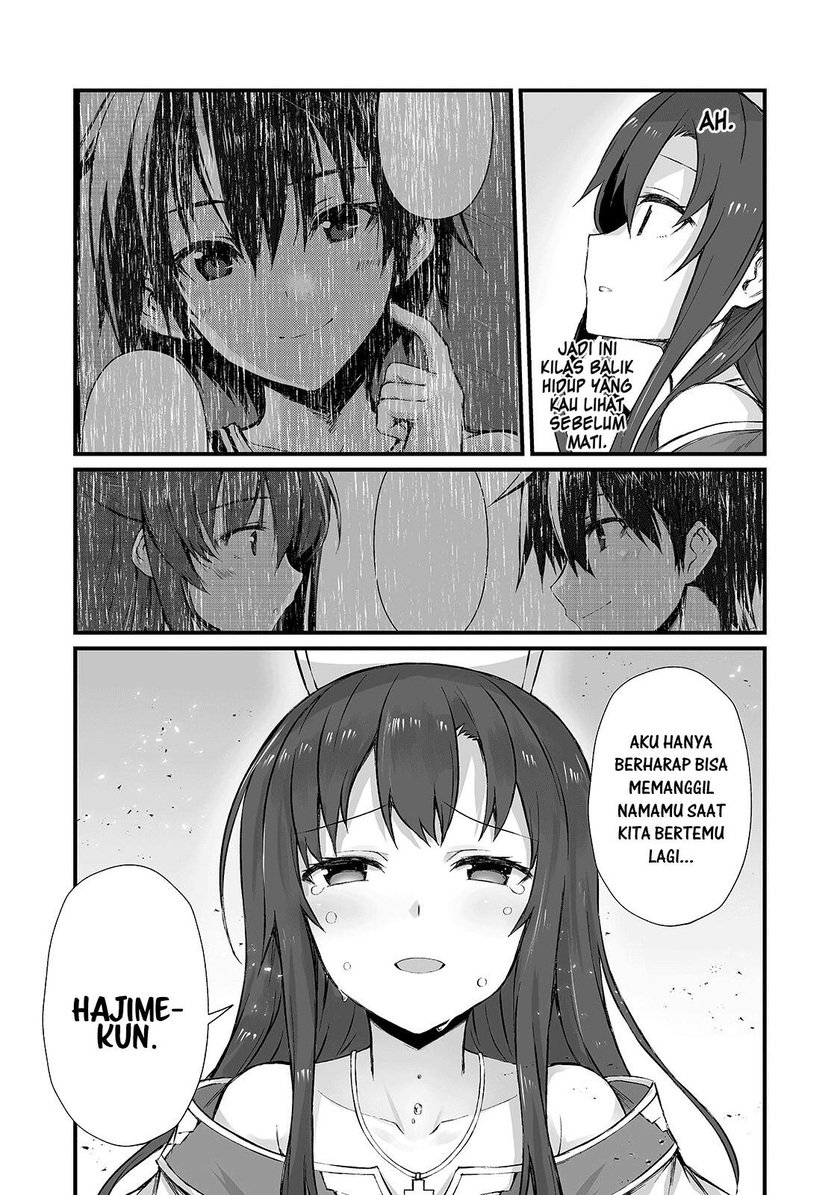 AH.
JADI INI
KILAS BALIK
HIDUP YANG
KAU LIHAT
SEBELUM
MATI.
AKU HANYA
BERHARAP BISA
MEMANGGIL
NAMAMU SAAT
KITA BERTEMU
LAGI...
HAJIME-
KUN.